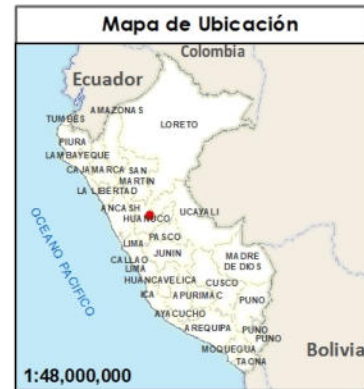 Mapa de Ubicación
Colombia
Ecuador
AMAZONAS
TUMBES
LORETO
PIURA
LAMBAYEQUE
CAJAMARCA
SAN
MARTIN
LA LIBERTAD
ANCASH
UCAYALI
HUANUCO
OCEANO PACIFICO
PASCO
LIMA
JUNIN
MADRE
DE DIOS
CALLAO
LIMA
HUANCAVELICA
CUSCO
ICA
APURIMAC
PUNO
AYACUCHO
AREQUIPA
PUNO
PUNO
Bolivia
MOQUEGUA
TACNA
1:48,000,000